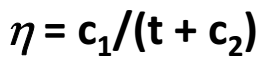 η = c₁/(t + c₂)